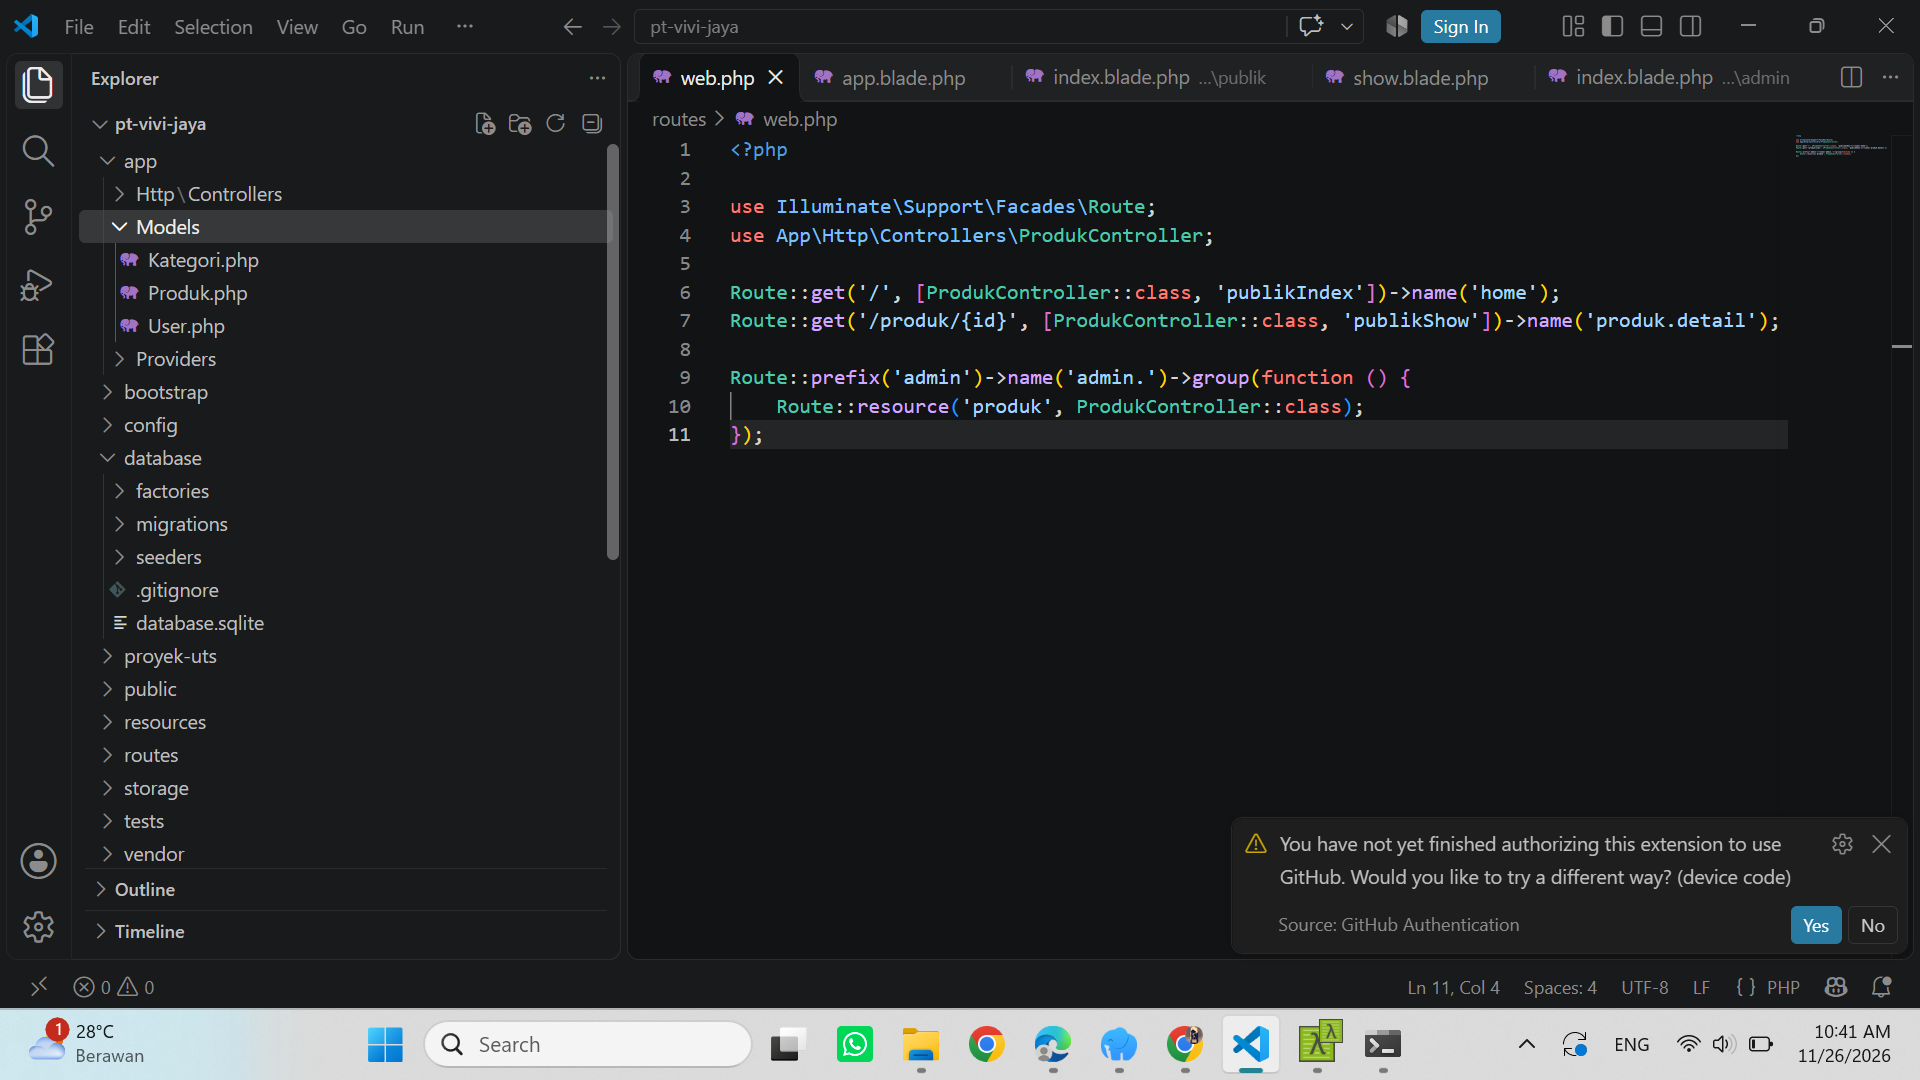 File Edit Selection View Go Run ···
pt-vivi-jaya
Sign In
Explorer
pt-vivi-jaya
app
Http\Controllers
Models
Kategori.php
Produk.php
User.php
Providers
bootstrap
config
database
factories
migrations
seeders
.gitignore
database.sqlite
proyek-uts
public
resources
routes
storage
tests
vendor
Outline
Timeline
web.php app.blade.php index.blade.php ...\publik show.blade.php index.blade.php ...\admin
routes > web.php
1 <?php
2
3 use Illuminate\Support\Facades\Route;
4 use App\Http\Controllers\ProdukController;
5
6 Route::get('/', [ProdukController::class, 'publikIndex'])->name('home');
7 Route::get('/produk/{id}', [ProdukController::class, 'publikShow'])->name('produk.detail');
8
9 Route::prefix('admin')->name('admin.')->group(function () {
10     Route::resource('produk', ProdukController::class);
11 });
You have not yet finished authorizing this extension to use
GitHub. Would you like to try a different way? (device code)
Source: GitHub Authentication
Yes No
0 0
Ln 11, Col 4 Spaces: 4 UTF-8 LF { } PHP
1
28°C
Berawan
Search
ENG
10:41 AM
11/26/2026